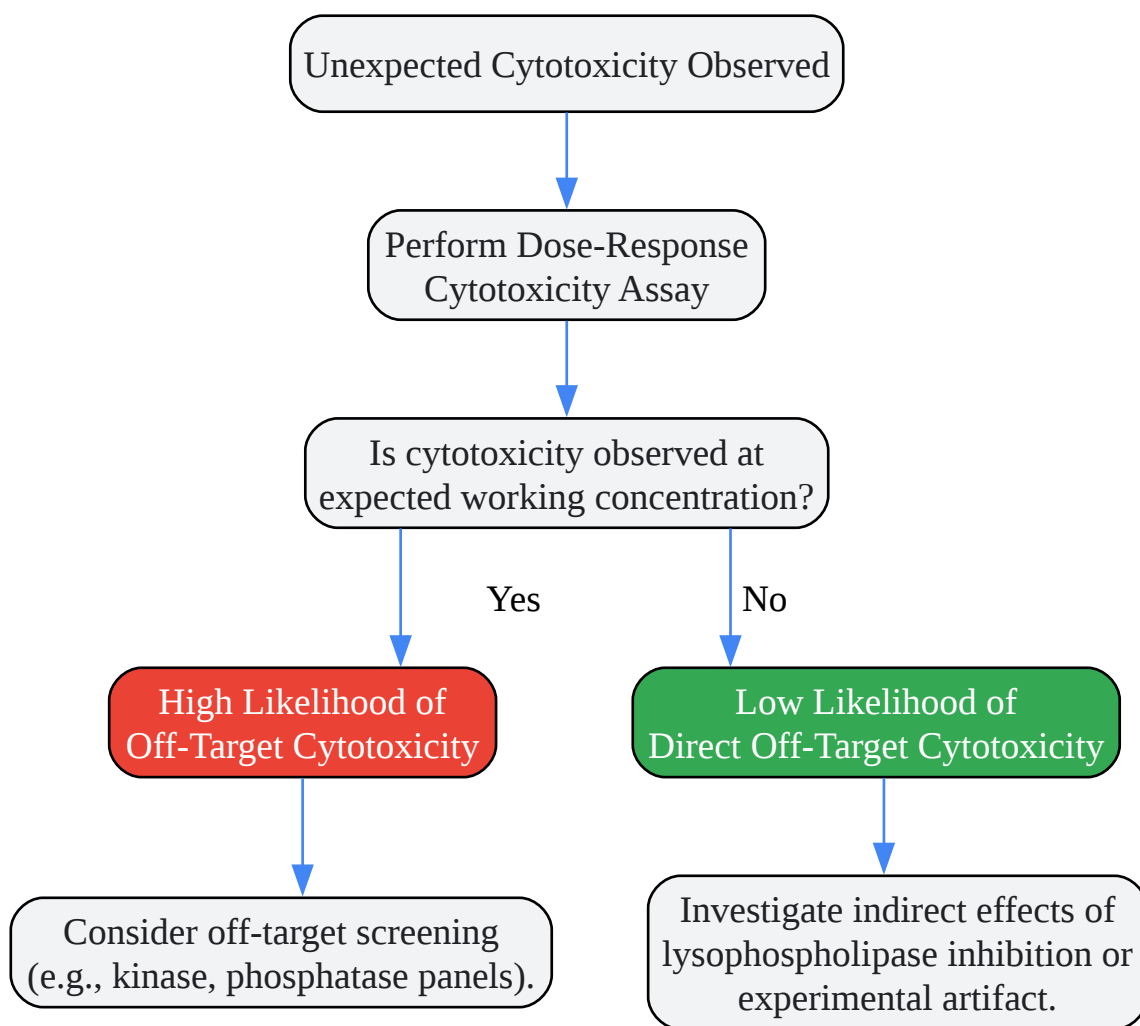 Unexpected Cytotoxicity Observed
Perform Dose-Response
Cytotoxicity Assay
Is cytotoxicity observed at
expected working concentration?
Yes
No
High Likelihood of
Off-Target Cytotoxicity
Low Likelihood of
Direct Off-Target Cytotoxicity
Consider off-target screening
(e.g., kinase, phosphatase panels).
Investigate indirect effects of
lysophospholipase inhibition or
experimental artifact.